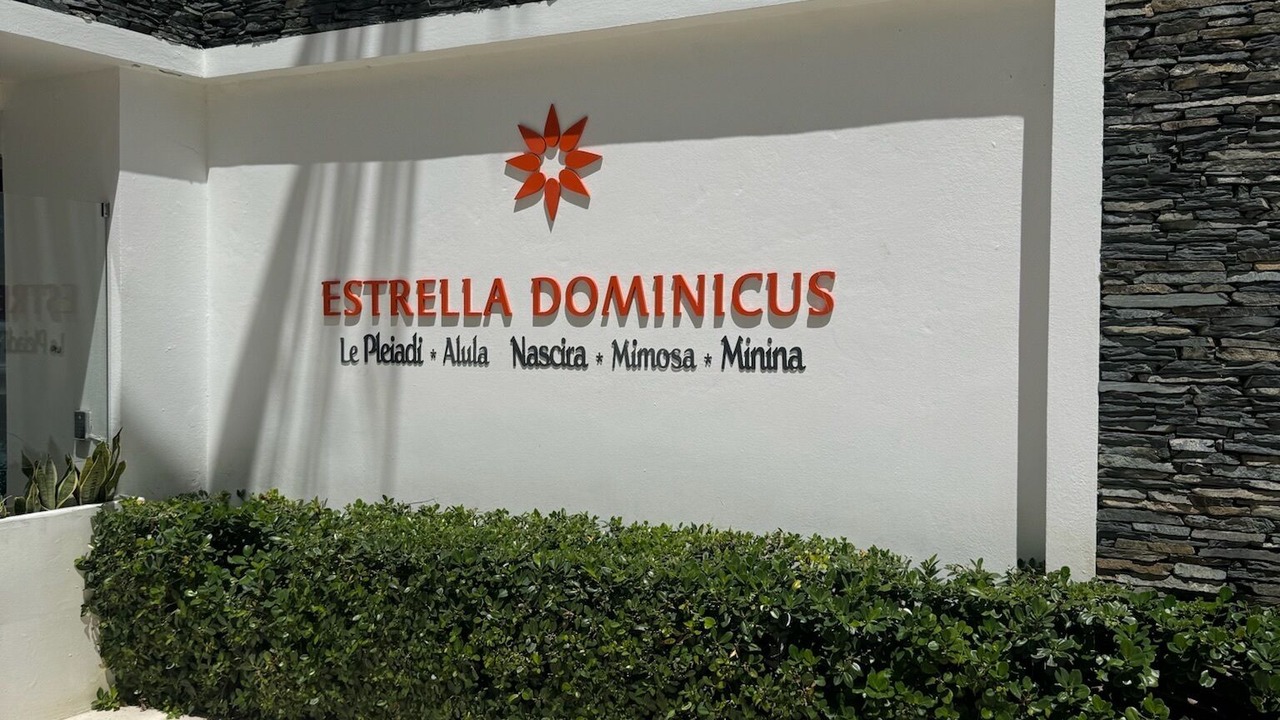 ESTRELLA DOMINICUS
Le Pleiadi * Alula Nascira * Mimosa * Minina